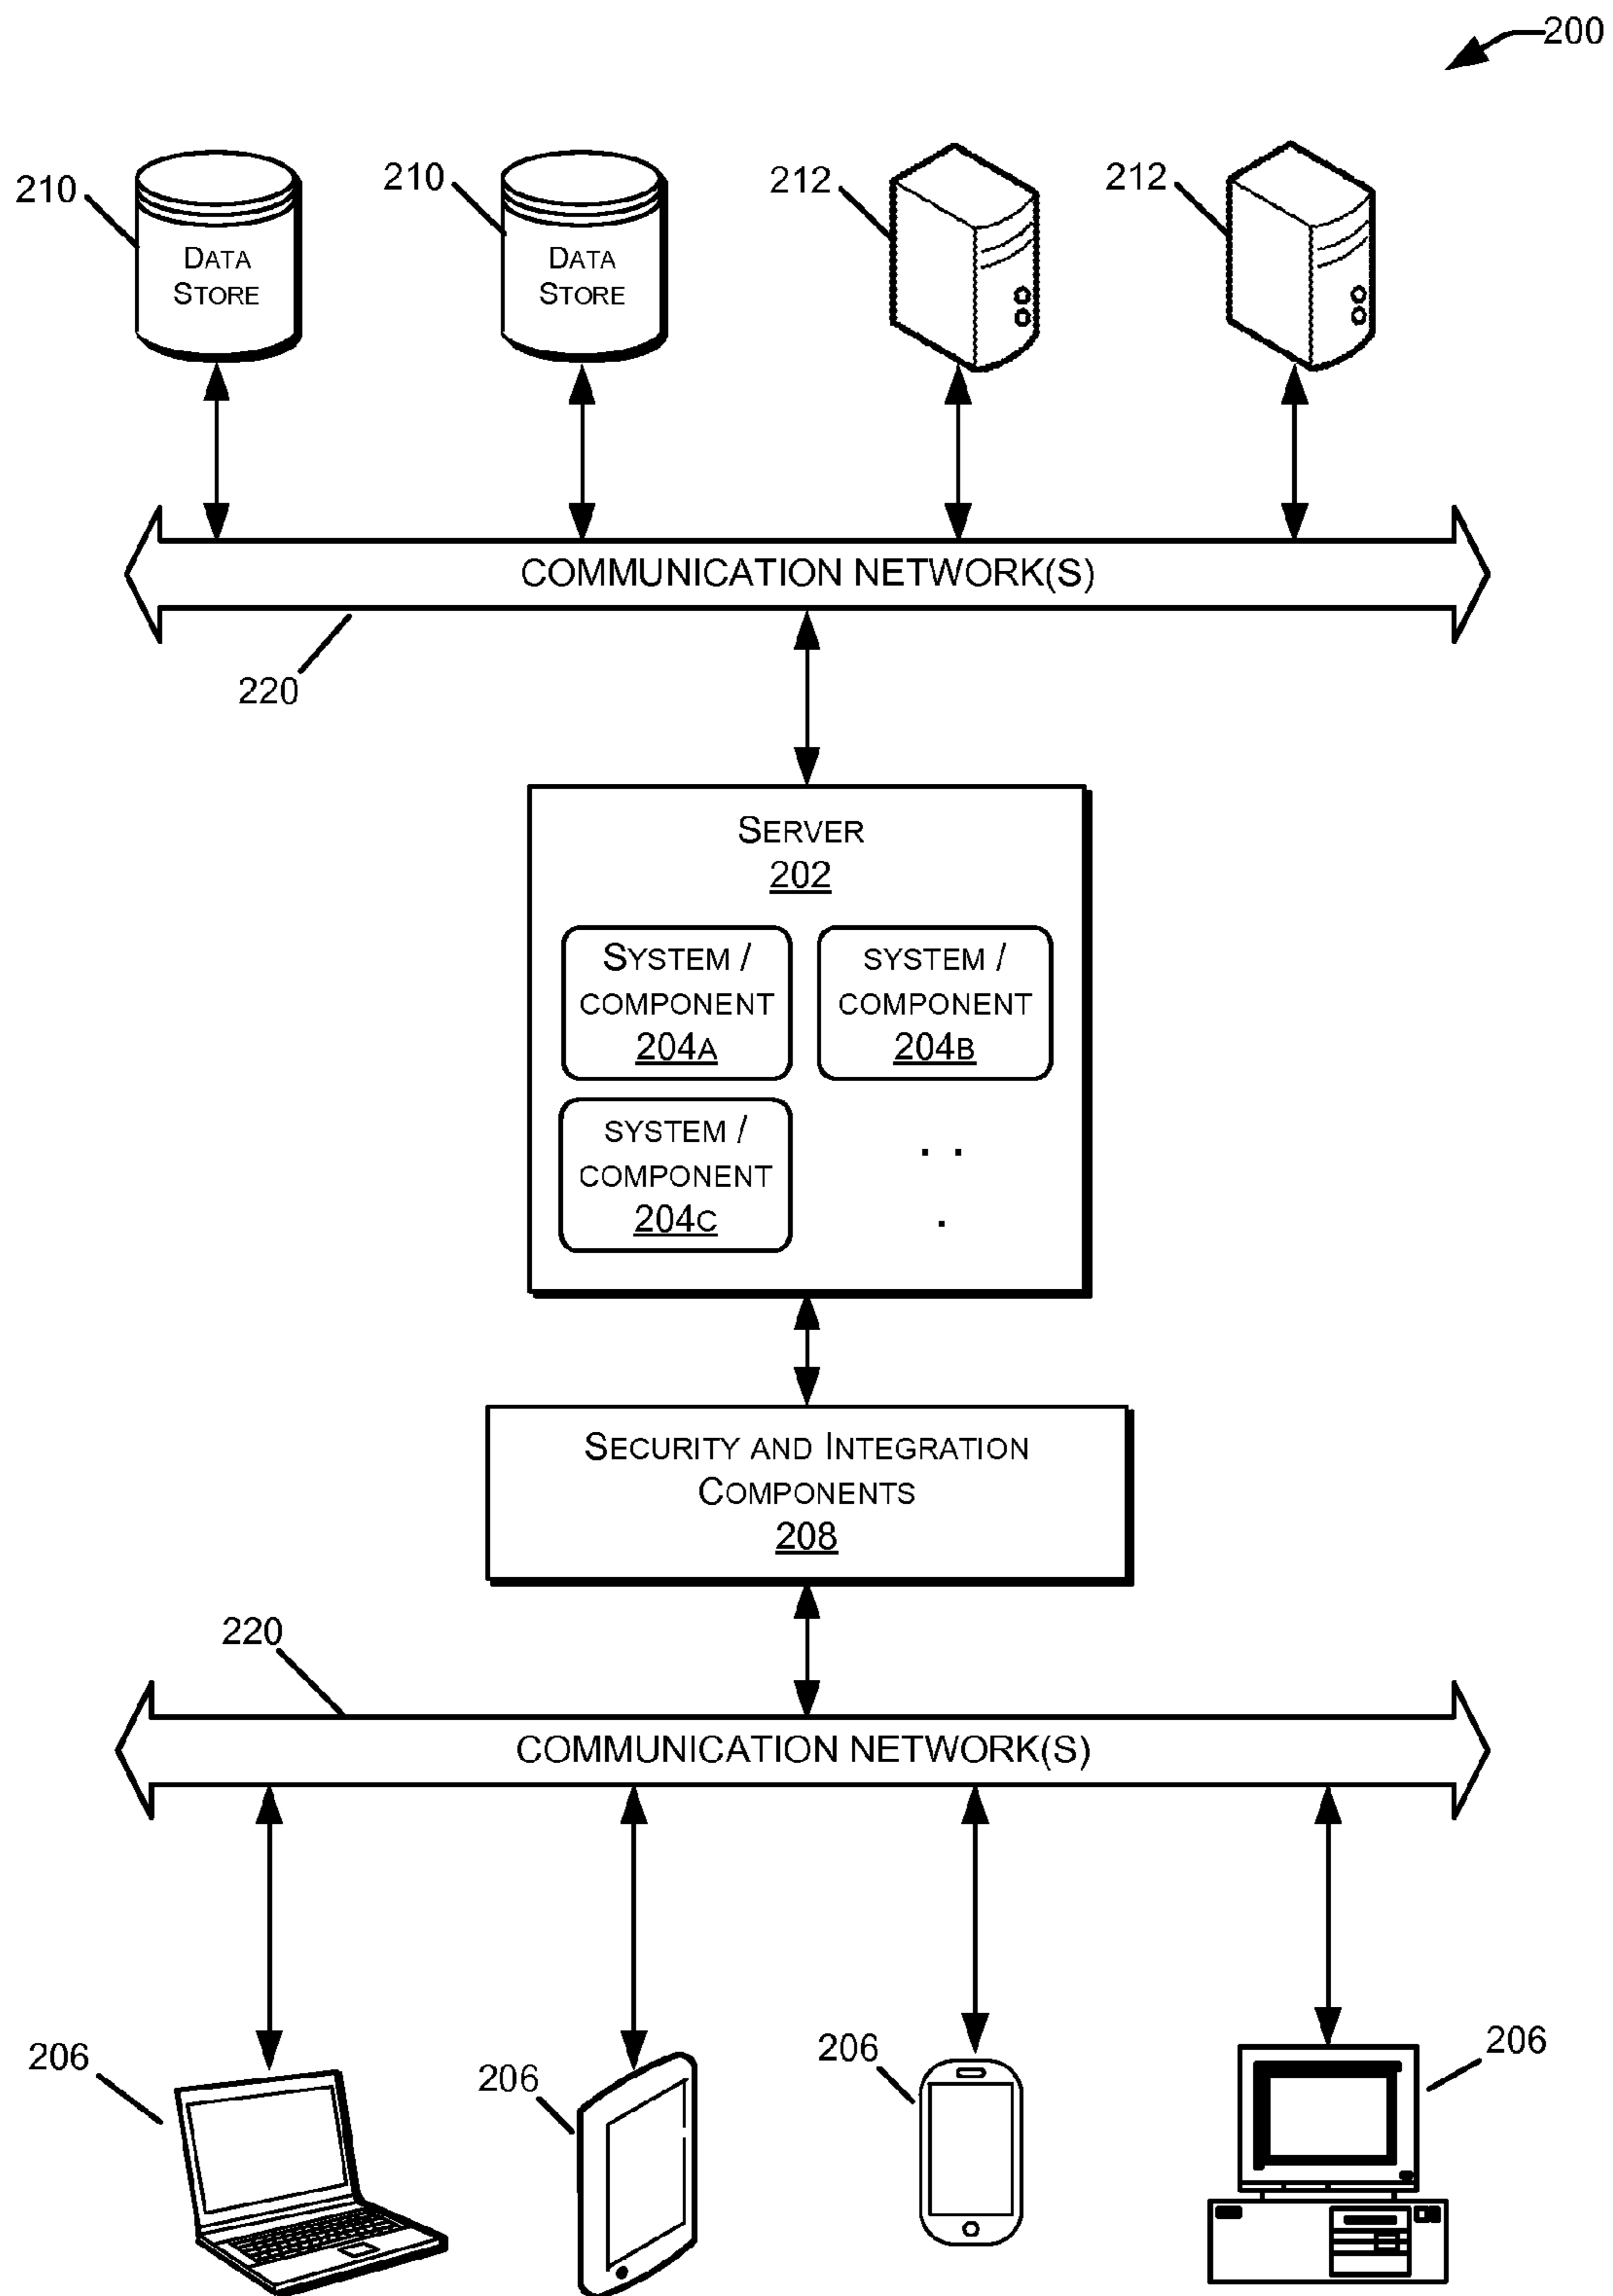 200
210
210
212
212
DATA
STORE
DATA
STORE
COMMUNICATION NETWORK(S)
220
SERVER
202
SYSTEM /
COMPONENT
204A
SYSTEM /
COMPONENT
204B
SYSTEM /
COMPONENT
204C
. .
.
SECURITY AND INTEGRATION
COMPONENTS
208
220
COMMUNICATION NETWORK(S)
206
206
206
206